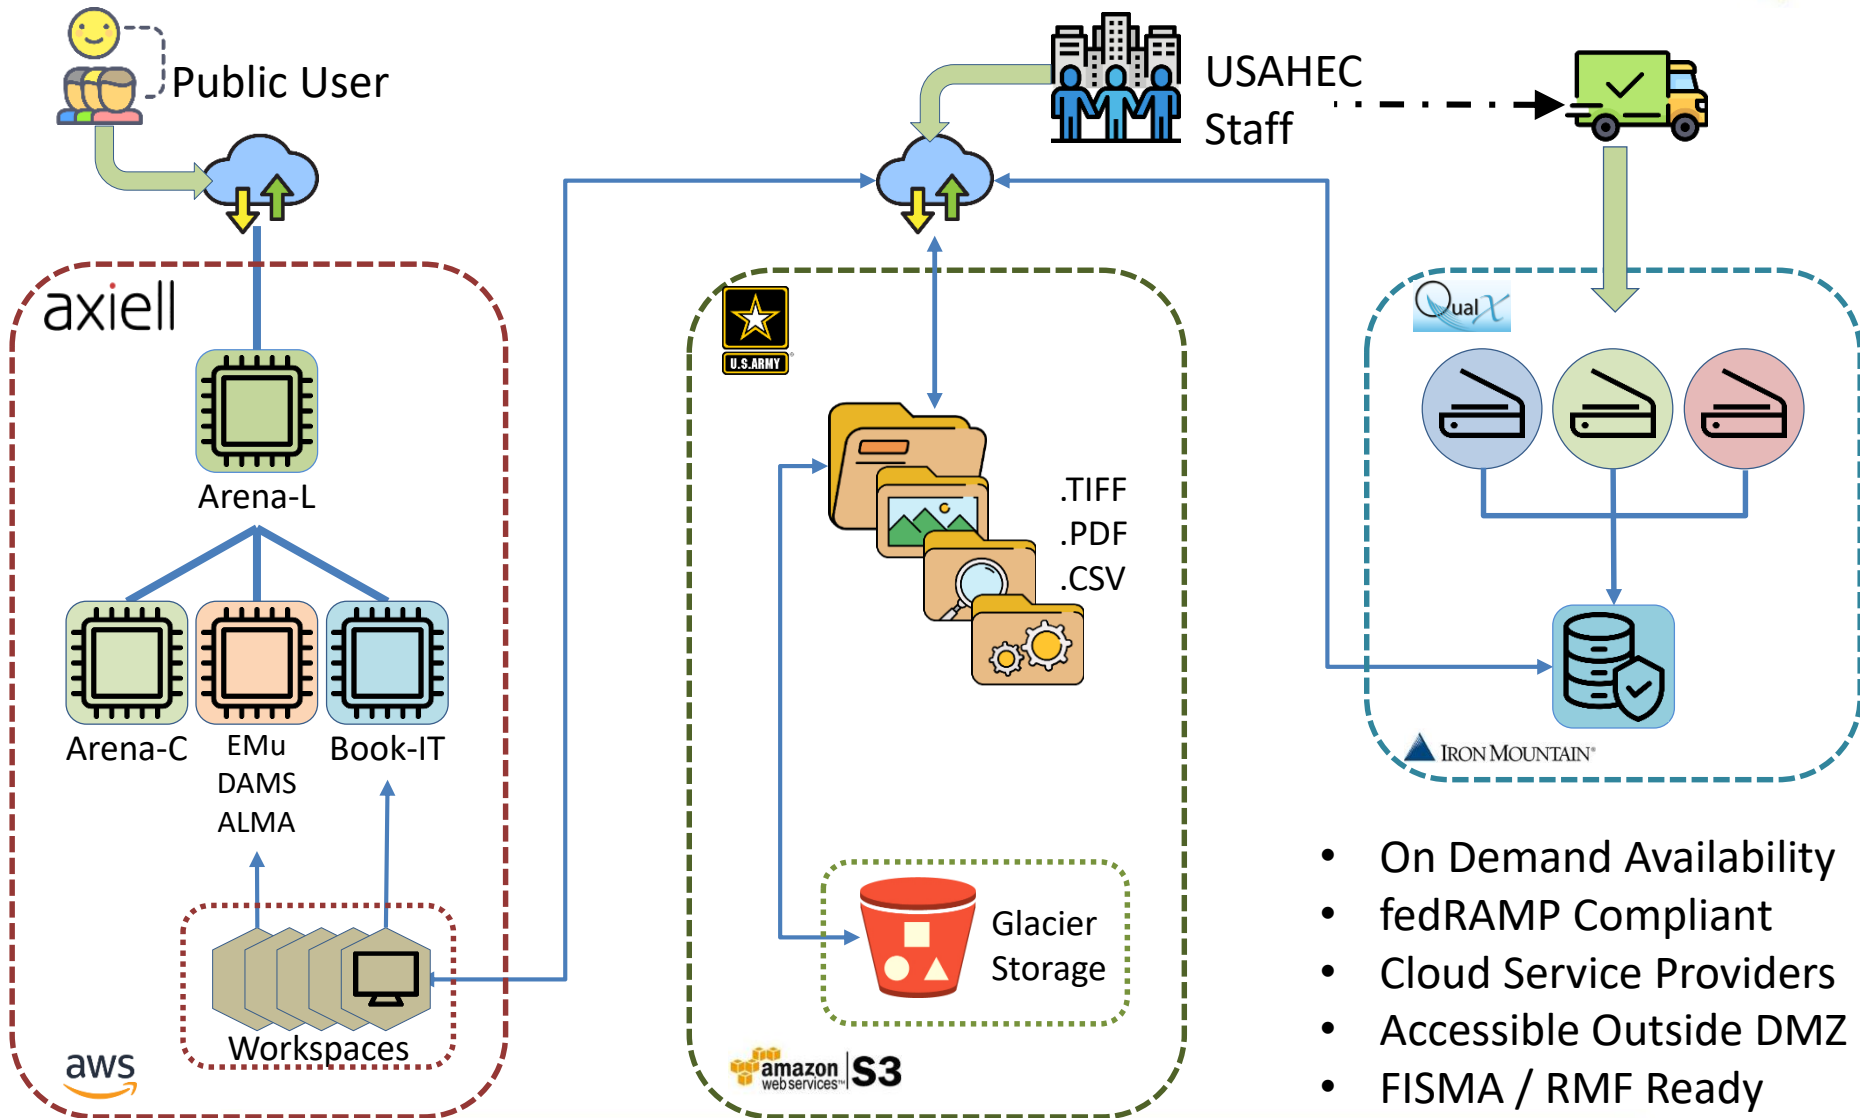 Public User
USAHEC
Staff
axiell
U.S.ARMY
QualX
Arena-L
.TIFF
.PDF
.CSV
Arena-C
EMu
DAMS
ALMA
Book-IT
IRON MOUNTAIN®
Glacier
Storage
Workspaces
aws
amazon
webservices™
S3
• On Demand Availability
• fedRAMP Compliant
• Cloud Service Providers
• Accessible Outside DMZ
• FISMA / RMF Ready